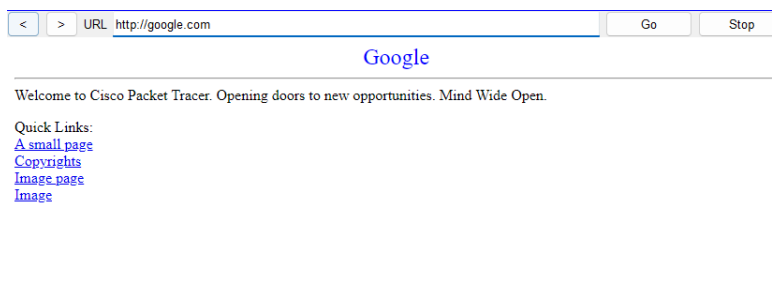 < > URL http://google.com Go Stop
Google
Welcome to Cisco Packet Tracer. Opening doors to new opportunities. Mind Wide Open.
Quick Links:
A small page
Copyrights
Image page
Image